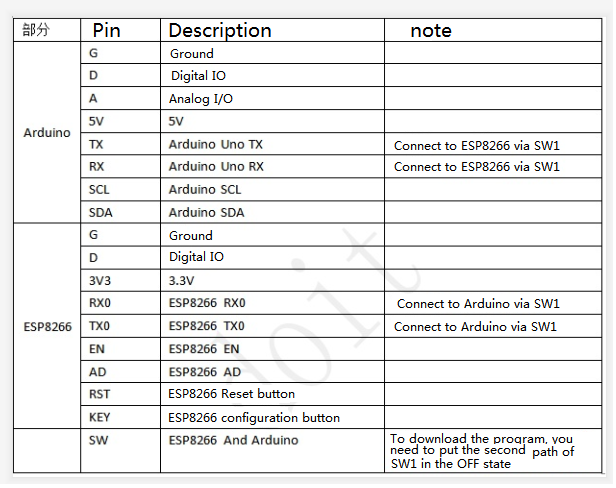 部分 Pin Description note
G Ground
D Digital IO
A Analog I/O
Arduino
5V 5V
TX Arduino Uno TX Connect to ESP8266 via SW1
RX Arduino Uno RX Connect to ESP8266 via SW1
SCL Arduino SCL
SDA Arduino SDA
G Ground
D Digital IO
3V3 3.3V
RX0 ESP8266 RX0 Connect to Arduino via SW1
ESP8266
TX0 ESP8266 TX0 Connect to Arduino via SW1
EN ESP8266 EN
AD ESP8266 AD
RST ESP8266 Reset button
KEY ESP8266 configuration button
SW ESP8266 And Arduino To download the program, you
need to put the second path of
SW1 in the OFF state
doit